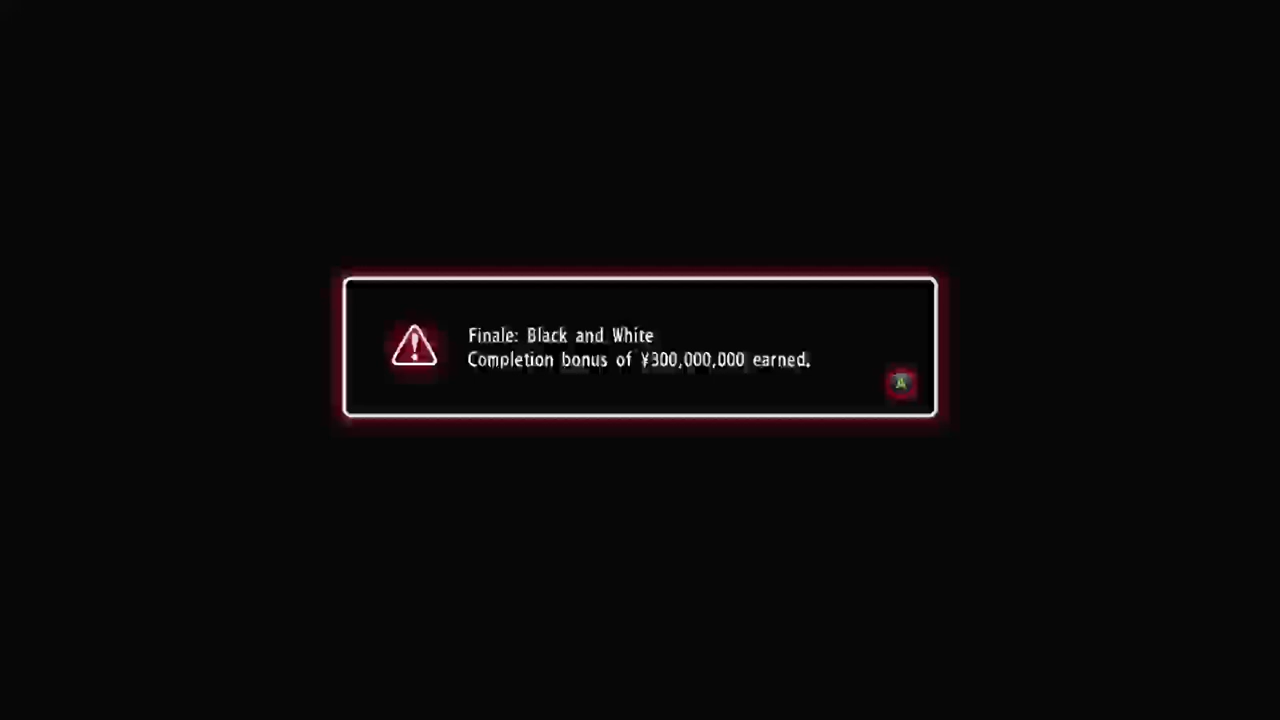 Finale: Black and White
Completion bonus of ¥300,000,000 earned.
A